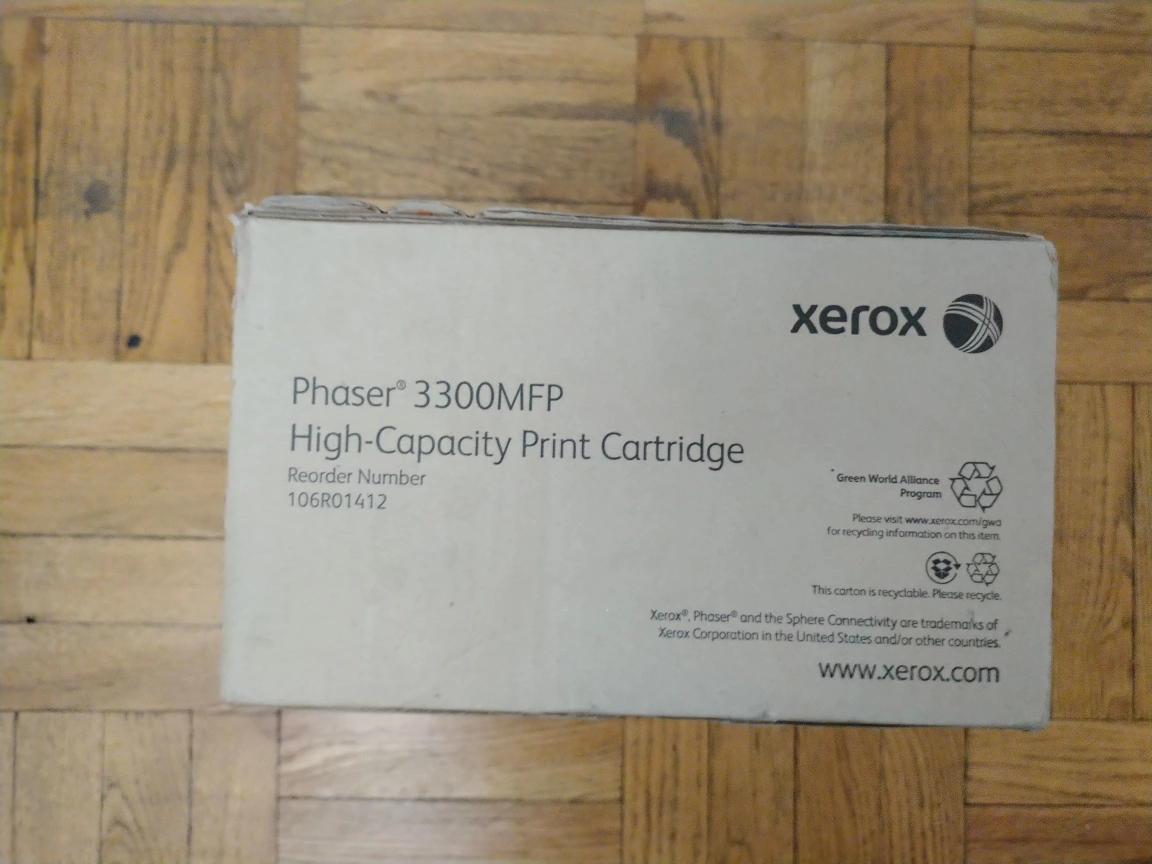 xerox
Phaser® 3300MFP
High-Capacity Print Cartridge
Reorder Number
106R01412
Green World Alliance
Program
Please visit www.xerox.com/gwa
for recycling information on this item.
This carton is recyclable. Please recycle.
Xerox®, Phaser® and the Sphere Connectivity are trademarks of
Xerox Corporation in the United States and/or other countries.
www.xerox.com